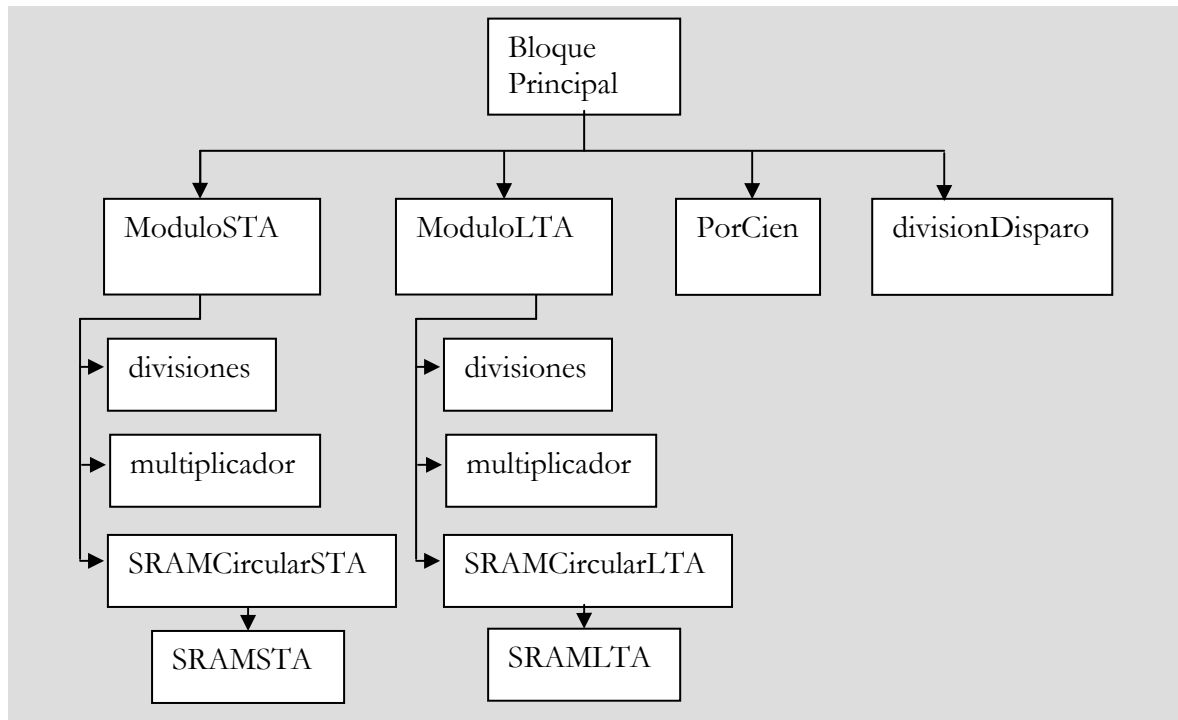 Bloque
Principal
ModuloSTA
ModuloLTA
PorCien
divisionDisparo
divisiones
divisiones
multiplicador
multiplicador
SRAMCircularSTA
SRAMCircularLTA
SRAMSTA
SRAMLTA